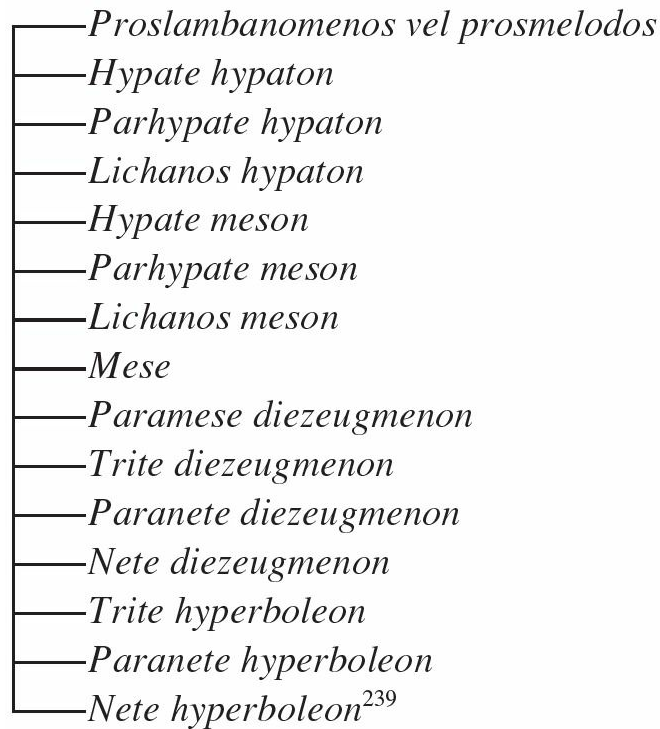 Proslambanomenos vel prosmelodos
Hypate hypaton
Parhypate hypaton
Lichanos hypaton
Hypate meson
Parhypate meson
Lichanos meson
Mese
Paramese diezeugmenon
Trite diezeugmenon
Paranete diezeugmenon
Nete diezeugmenon
Trite hyperboleon
Paranete hyperboleon
Nete hyperboleon²³⁹